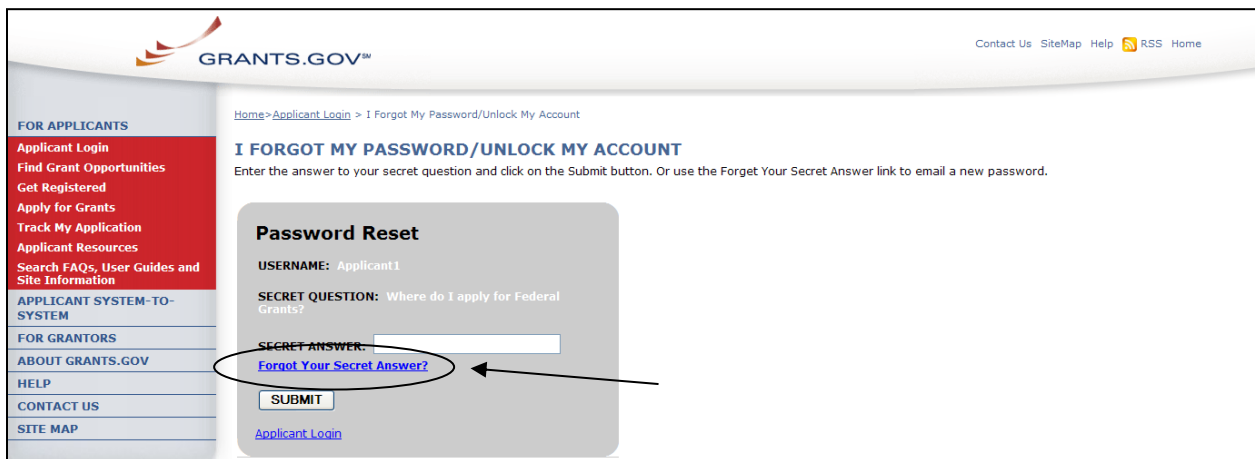 GRANTS.GOV℠
Contact Us SiteMap Help RSS Home
FOR APPLICANTS
Applicant Login
Find Grant Opportunities
Get Registered
Apply for Grants
Track My Application
Applicant Resources
Search FAQs, User Guides and
Site Information
APPLICANT SYSTEM-TO-
SYSTEM
FOR GRANTORS
ABOUT GRANTS.GOV
HELP
CONTACT US
SITE MAP
Home>Applicant Login > I Forgot My Password/Unlock My Account
I FORGOT MY PASSWORD/UNLOCK MY ACCOUNT
Enter the answer to your secret question and click on the Submit button. Or use the Forget Your Secret Answer link to email a new password.
Password Reset
USERNAME: Applicant1
SECRET QUESTION: Where do I apply for Federal
Grants?
SECRET ANSWER:
Forgot Your Secret Answer?
SUBMIT
Applicant Login